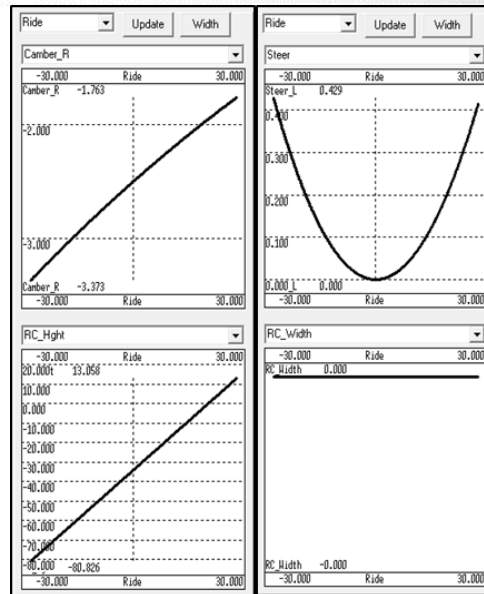 Ride Update Width
Camber_R
-30.000 Ride 30.000
Camber_R -1.763
-2.000
-3.000
Camber_R -3.373
-30.000 Ride 30.000
RC_Hght
-30.000 Ride 30.000
20.000t 13.058
10.000
0.000
-10.000
-20.000
-30.000
-40.000
-50.000
-60.000
-70.000
-80.000 -80.826
-30.000 Ride 30.000
Ride Update Width
Steer
-30.000 Ride 30.000
Steer_L 0.429
0.400
0.300
0.200
0.100
0.000_L 0.000
-30.000 Ride 30.000
RC_Width
-30.000 Ride 30.000
RC_Width 0.000
RC_Width -0.000
-30.000 Ride 30.000